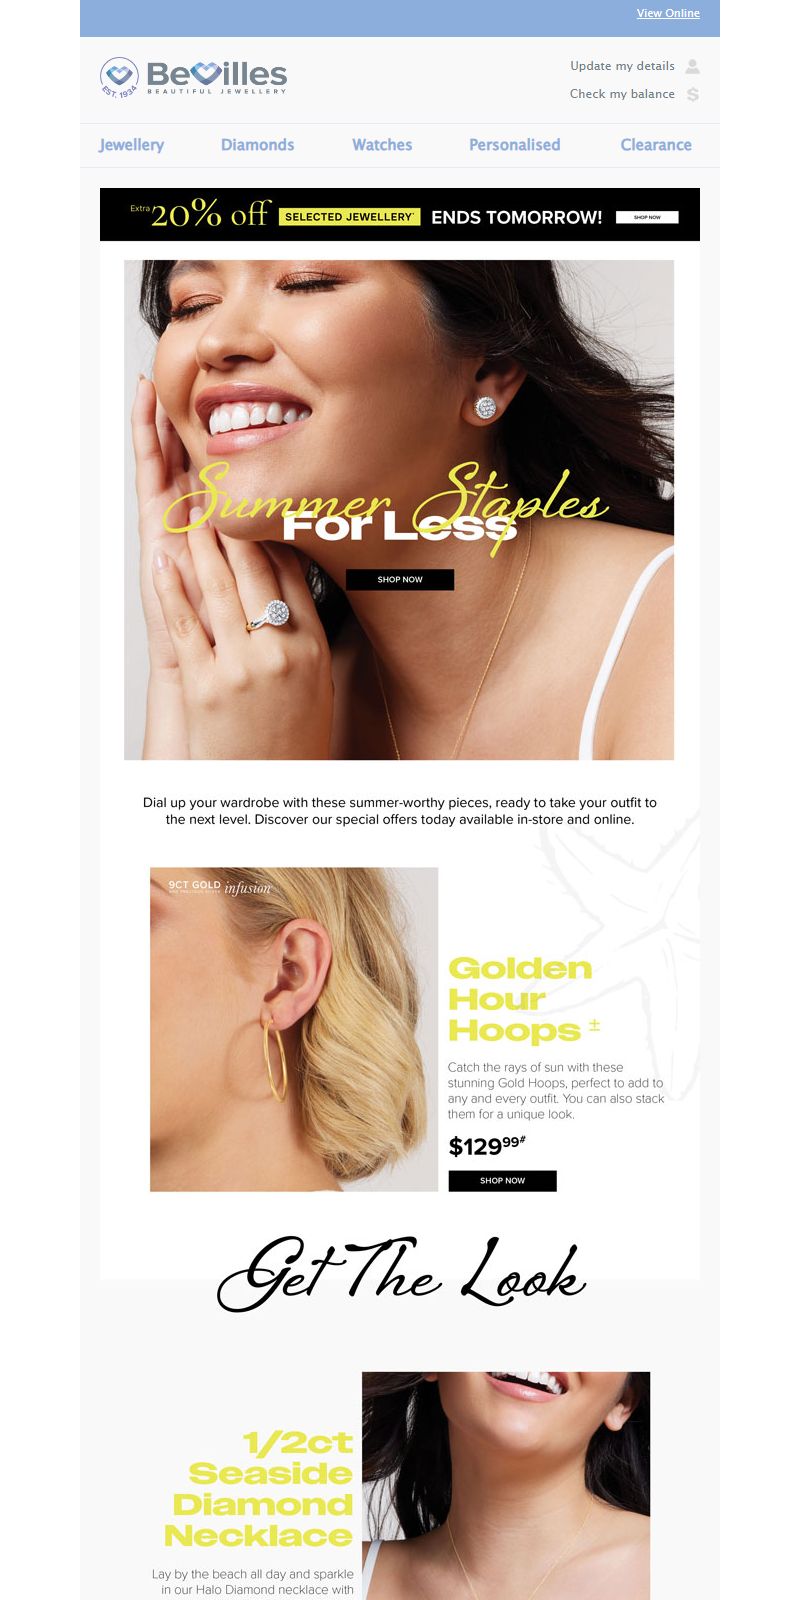 View Online
BeVilles
BEAUTIFUL JEWELLERY
EST. 1934
Update my details
Check my balance
Jewellery Diamonds Watches Personalised Clearance
Extra 20% off SELECTED JEWELLERY* ENDS TOMORROW! SHOP NOW
Summer Staples
For Less
SHOP NOW
Dial up your wardrobe with these summer-worthy pieces, ready to take your outfit to
the next level. Discover our special offers today available in-store and online.
9CT GOLD infusion
AND PRECIOUS SILVER
Golden
Hour
Hoops ±
Catch the rays of sun with these
stunning Gold Hoops, perfect to add to
any and every outfit. You can also stack
them for a unique look.
$129⁹⁹#
SHOP NOW
Get The Look
1/2ct
Seaside
Diamond
Necklace
Lay by the beach all day and sparkle
in our Halo Diamond necklace with